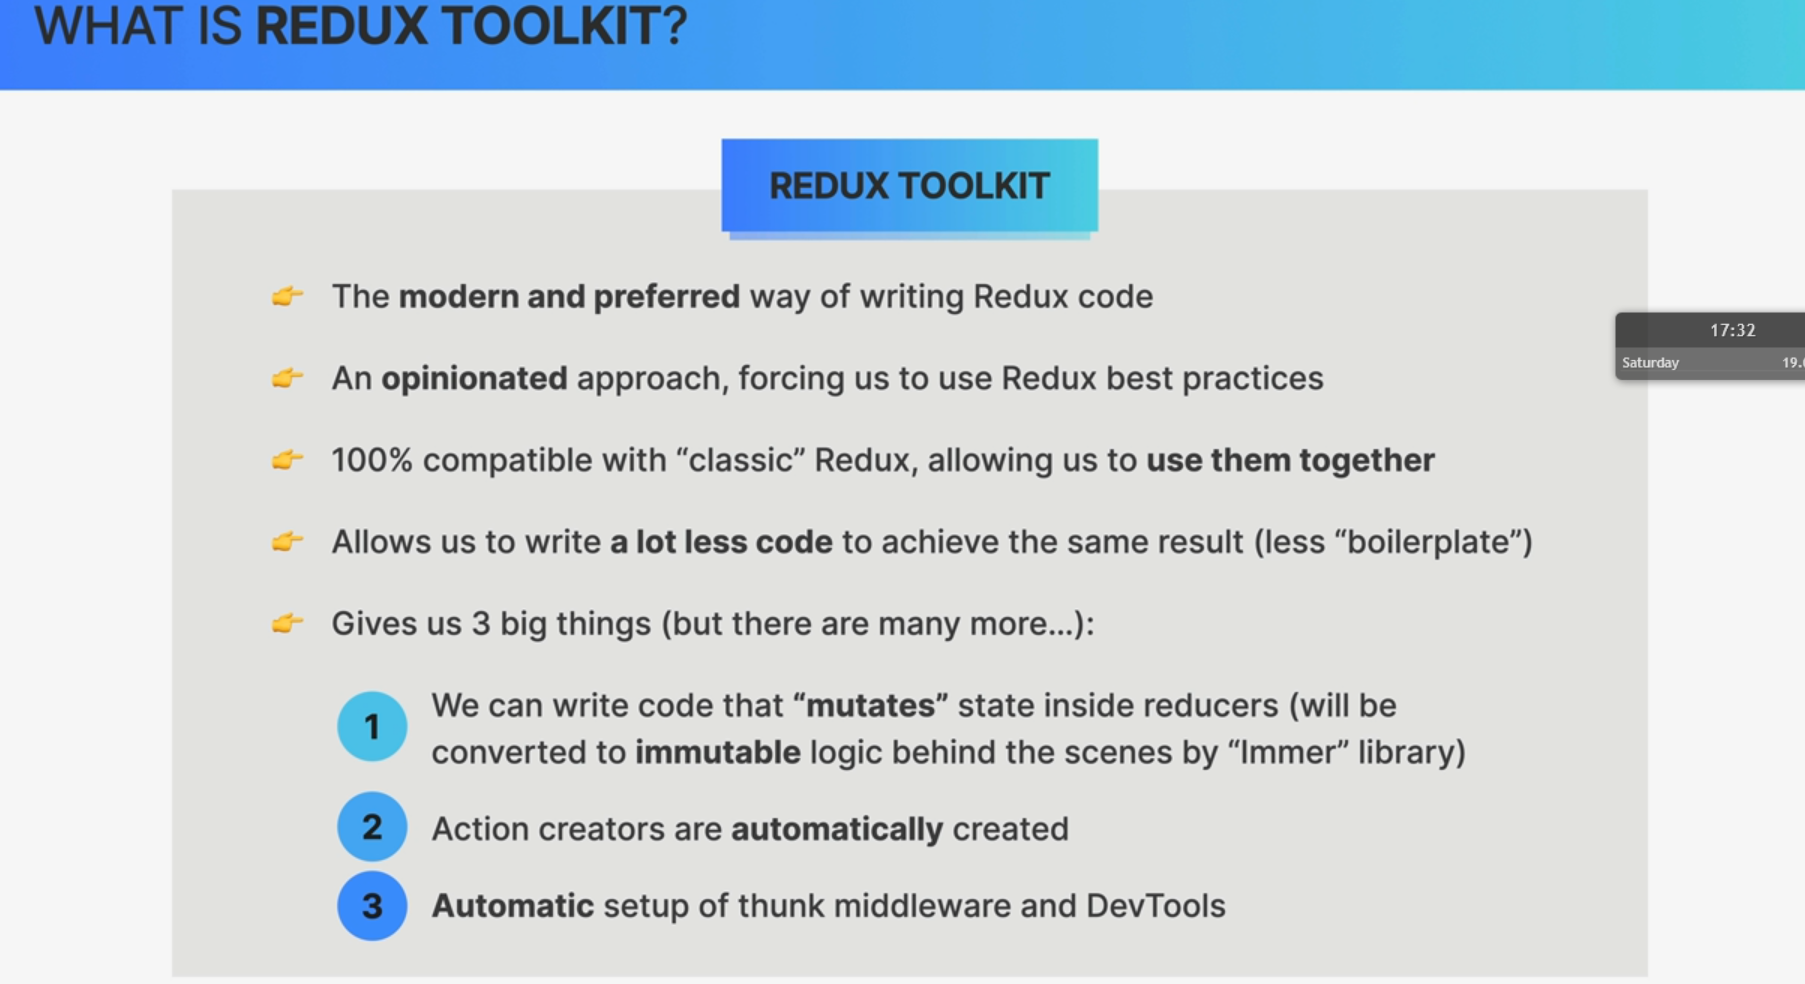 WHAT IS REDUX TOOLKIT?
REDUX TOOLKIT
👉 The modern and preferred way of writing Redux code
👉 An opinionated approach, forcing us to use Redux best practices
👉 100% compatible with “classic” Redux, allowing us to use them together
👉 Allows us to write a lot less code to achieve the same result (less “boilerplate”)
👉 Gives us 3 big things (but there are many more…):
1 We can write code that “mutates” state inside reducers (will be
converted to immutable logic behind the scenes by “Immer” library)
2 Action creators are automatically created
3 Automatic setup of thunk middleware and DevTools
17:32
Saturday 19.